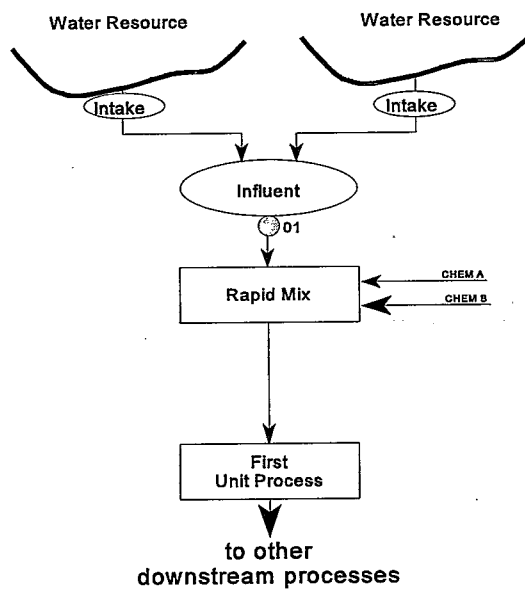 Water Resource
Water Resource
Intake
Intake
Influent
01
Rapid Mix
CHEM A
CHEM B
First
Unit Process
to other
downstream processes